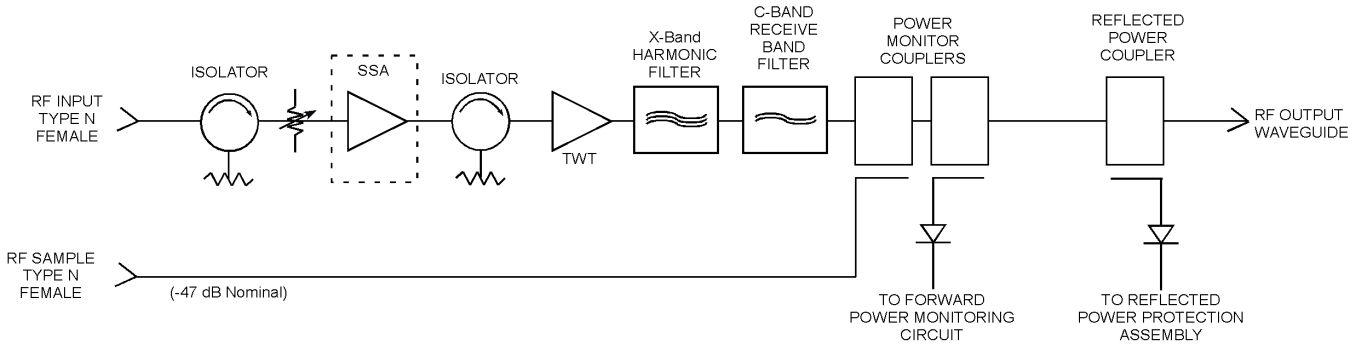 RF INPUT
TYPE N
FEMALE
ISOLATOR
SSA
ISOLATOR
TWT
X-Band
HARMONIC
FILTER
C-BAND
RECEIVE
BAND
FILTER
POWER
MONITOR
COUPLERS
REFLECTED
POWER
COUPLER
RF OUTPUT
WAVEGUIDE
RF SAMPLE
TYPE N
FEMALE
(-47 dB Nominal)
TO FORWARD
POWER MONITORING
CIRCUIT
TO REFLECTED
POWER PROTECTION
ASSEMBLY